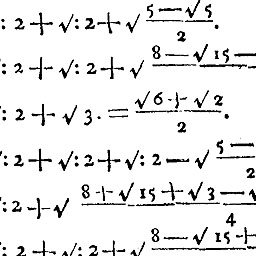 : 2 + √ : 2 + √ (5 — √ 5)/2.
√: 2 + √ : 2 + √ (8 — √ 15 —)/
√: 2 + √ 3. = (√ 6 + √ 2)/2.
√: 2 + √ : 2 + √ : 2 — √ (5 —)/2
√: 2 + √ (8 + √ 15 + √ 3 — √)/4
√: 2 + √ : 2 + √ (8 — √ 15 +)/